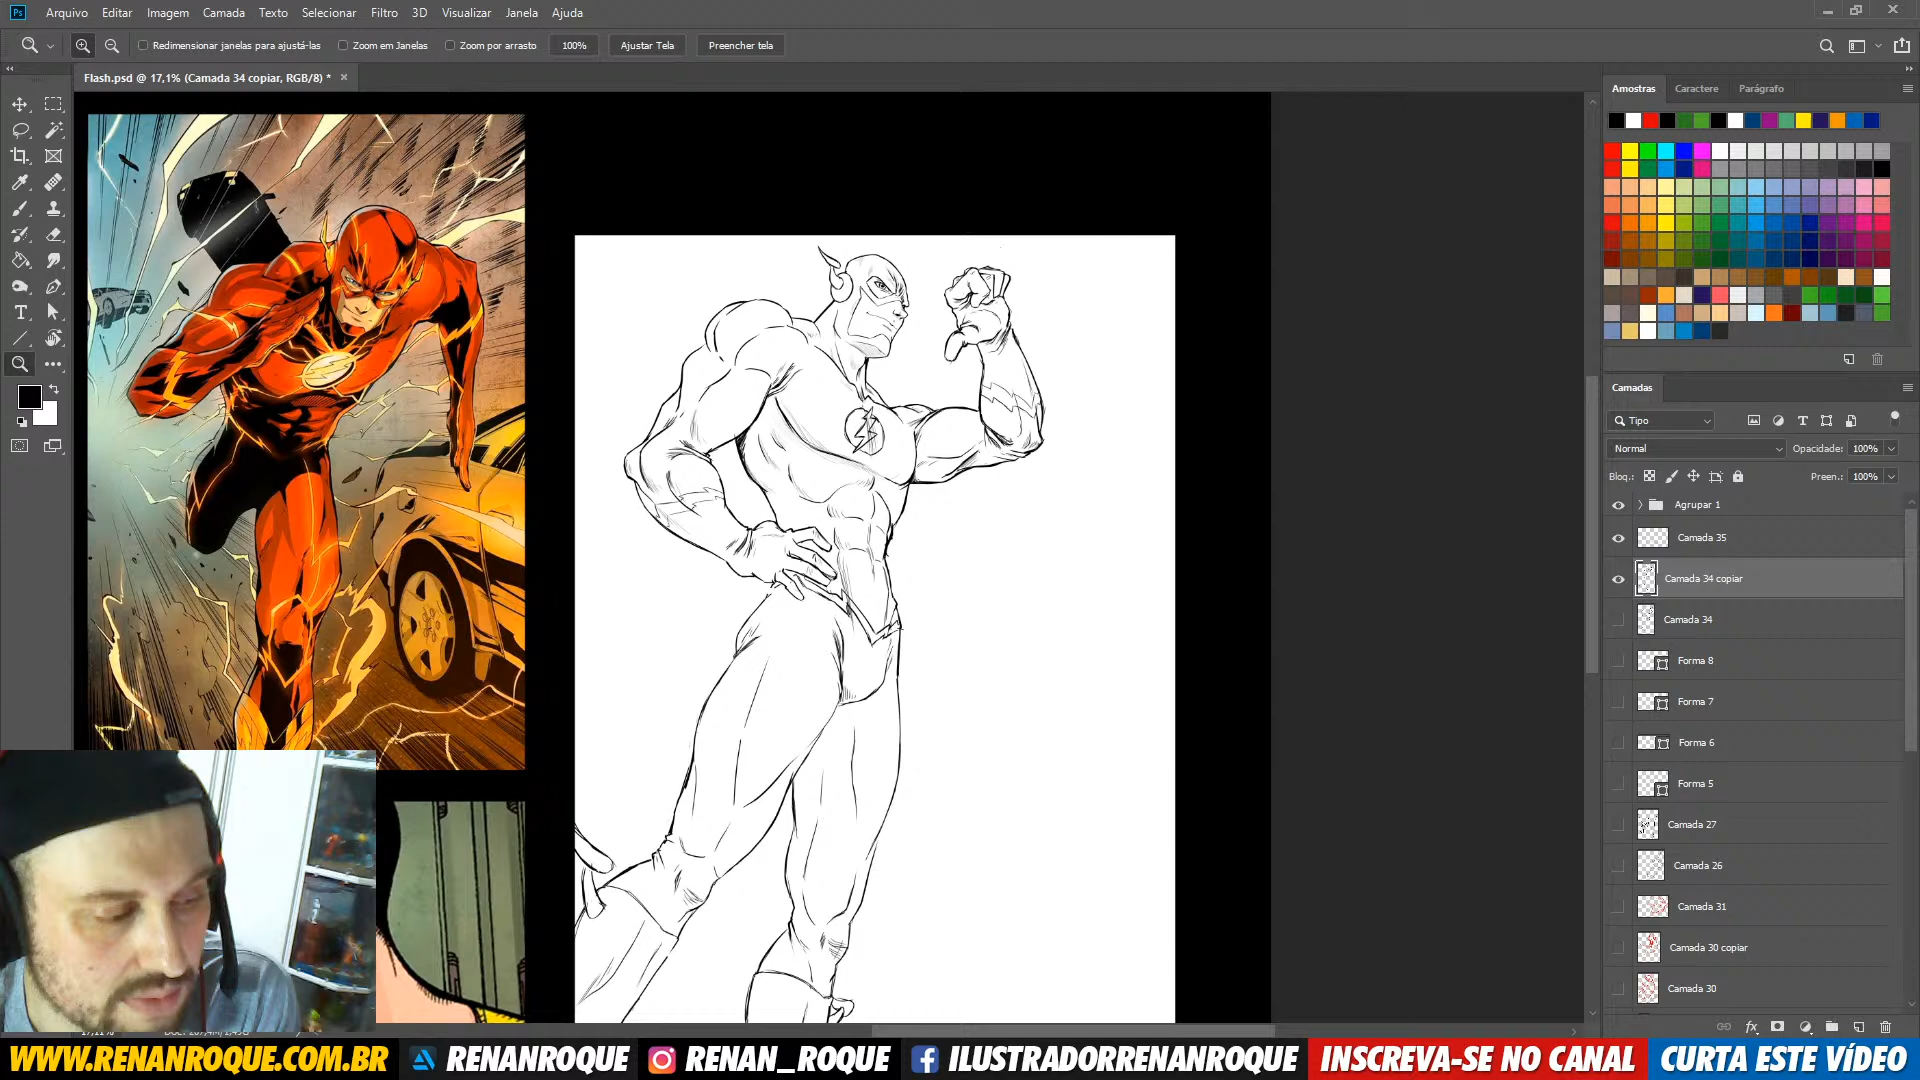 Ps Arquivo Editar Imagem Camada Texto Selecionar Filtro 3D Visualizar Janela Ajuda
Redimensionar janelas para ajustá-las Zoom em Janelas Zoom por arrasto 100% Ajustar Tela Preencher tela
Flash.psd @ 17,1% (Camada 34 copiar, RGB/8) * ×
Amostras Caractere Parágrafo
Camadas
Tipo
Normal Opacidade: 100%
Bloq.: Preen.: 100%
Agrupar 1
Camada 35
Camada 34 copiar
Camada 34
Forma 8
Forma 7
Forma 6
Forma 5
Camada 27
Camada 26
Camada 31
Camada 30 copiar
Camada 30
WWW.RENANROQUE.COM.BR RENANROQUE RENAN_ROQUE ILUSTRADORRENANROQUE INSCREVA-SE NO CANAL CURTA ESTE VÍDEO